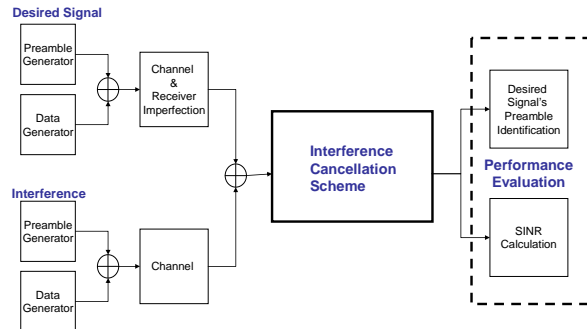 Desired Signal
Preamble
Generator
Data
Generator
Channel
&
Receiver
Imperfection
Interference
Preamble
Generator
Data
Generator
Channel
Interference
Cancellation
Scheme
Desired
Signal's
Preamble
Identification
Performance
Evaluation
SINR
Calculation